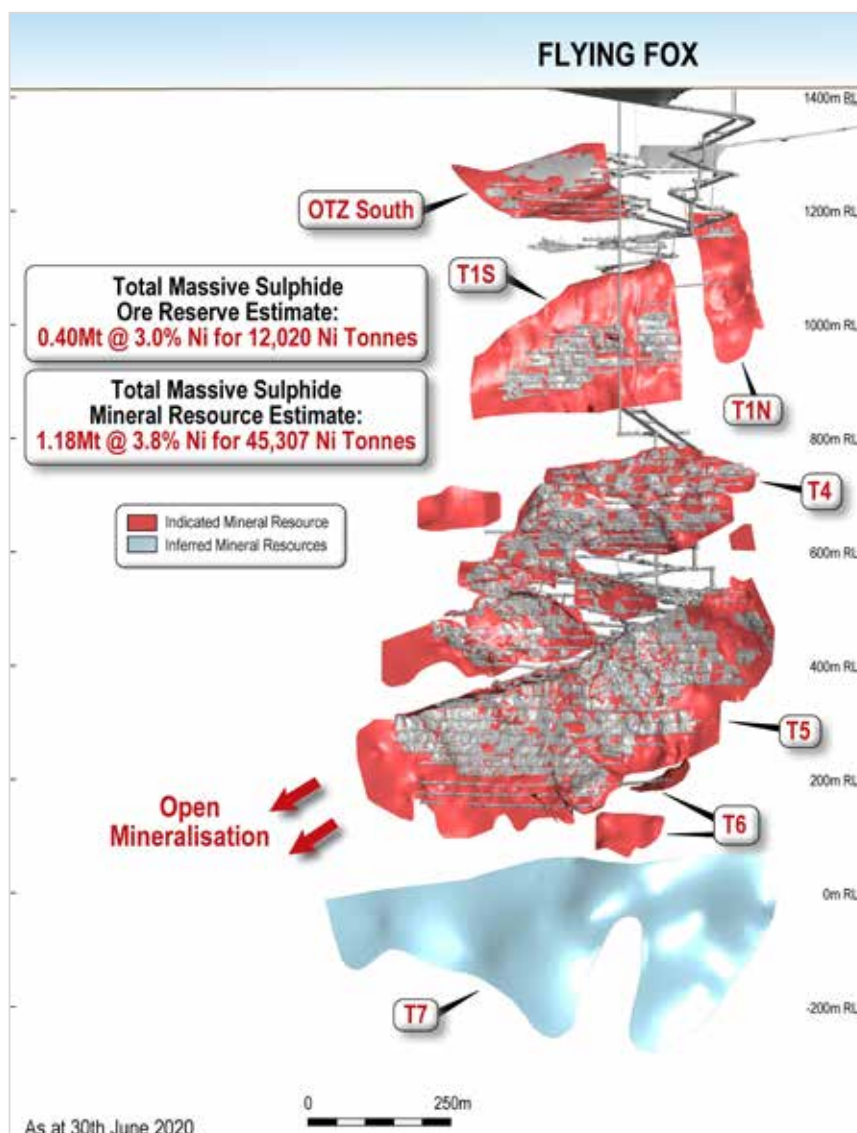 FLYING FOX
1400m RL
OTZ South
1200m RL
T1S
Total Massive Sulphide
Ore Reserve Estimate:
0.40Mt @ 3.0% Ni for 12,020 Ni Tonnes
1000m RL
Total Massive Sulphide
Mineral Resource Estimate:
1.18Mt @ 3.8% Ni for 45,307 Ni Tonnes
T1N
800m RL
T4
Indicated Mineral Resource
Inferred Mineral Resources
600m RL
400m RL
T5
200m RL
Open
Mineralisation
T6
0m RL
T7
-200m RL
0 250m
As at 30th June 2020